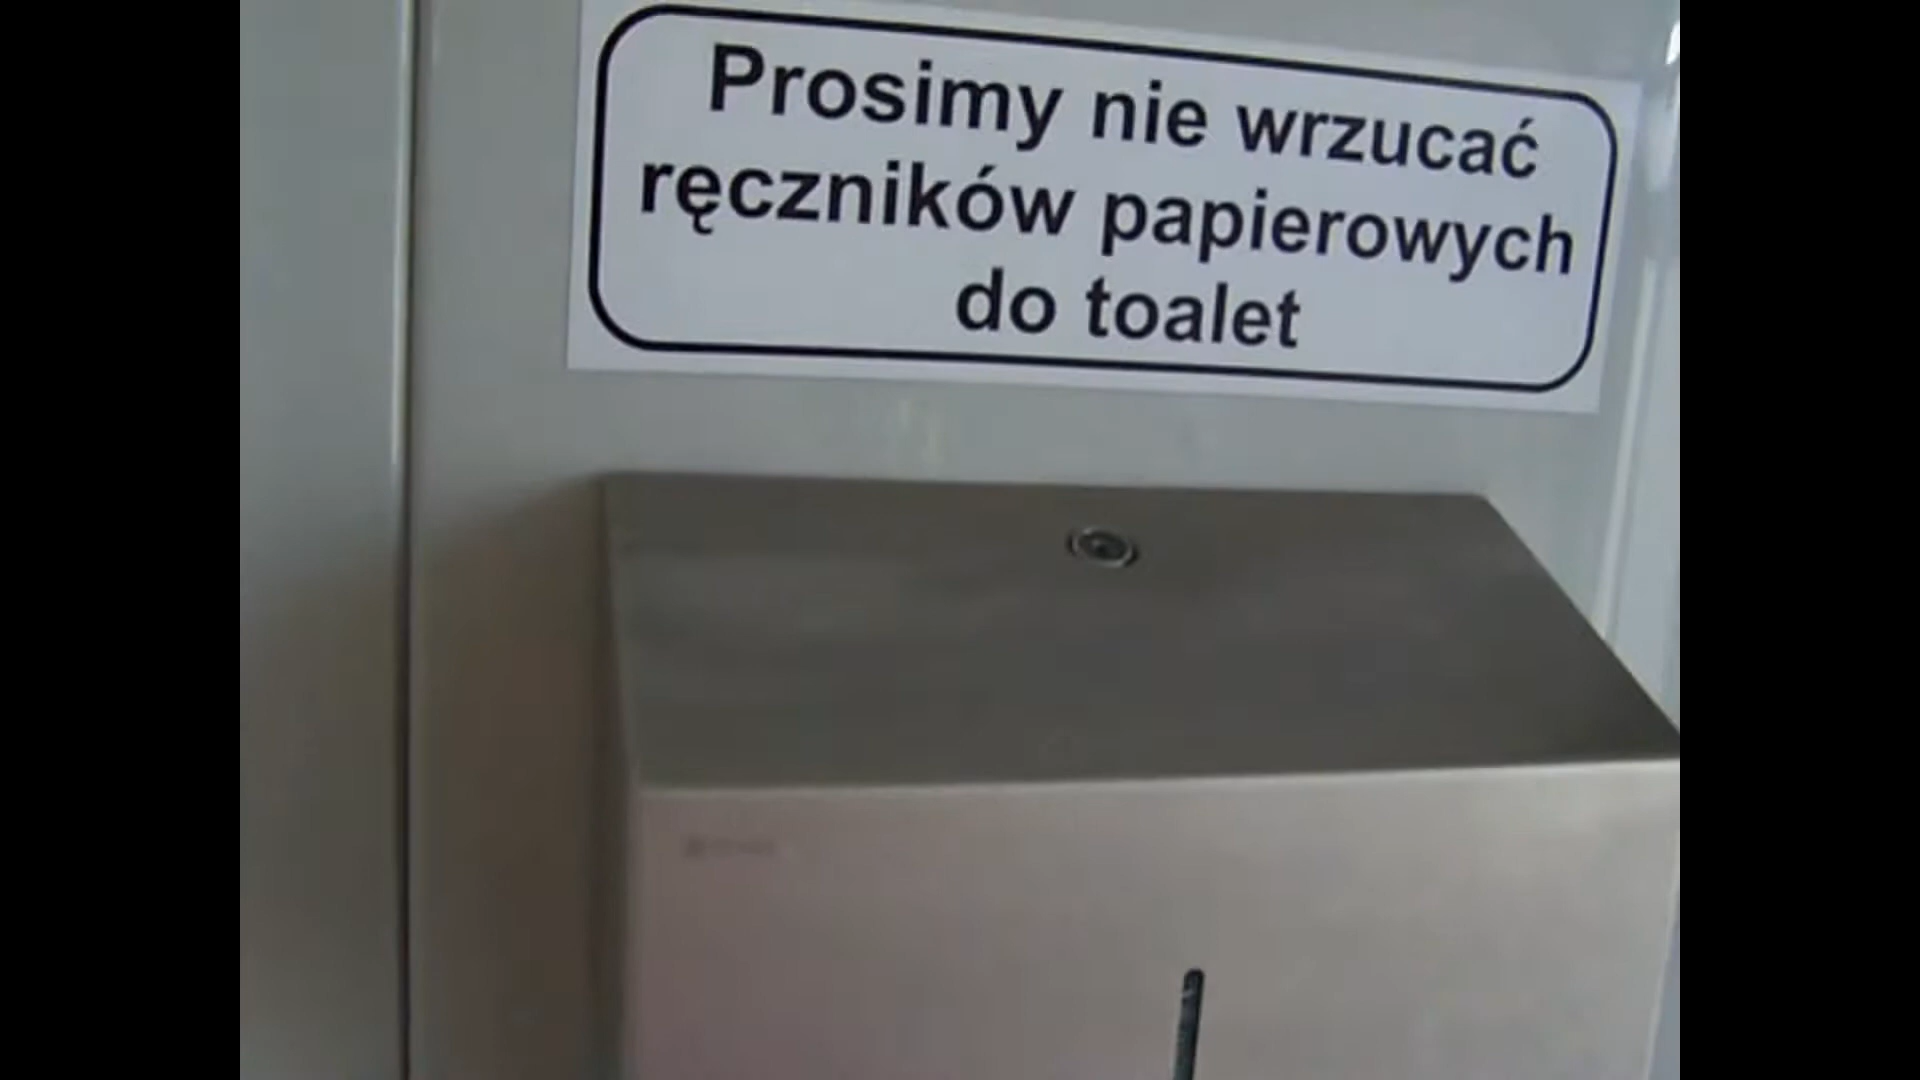 Prosimy nie wrzucać
ręczników papierowych
do toalet